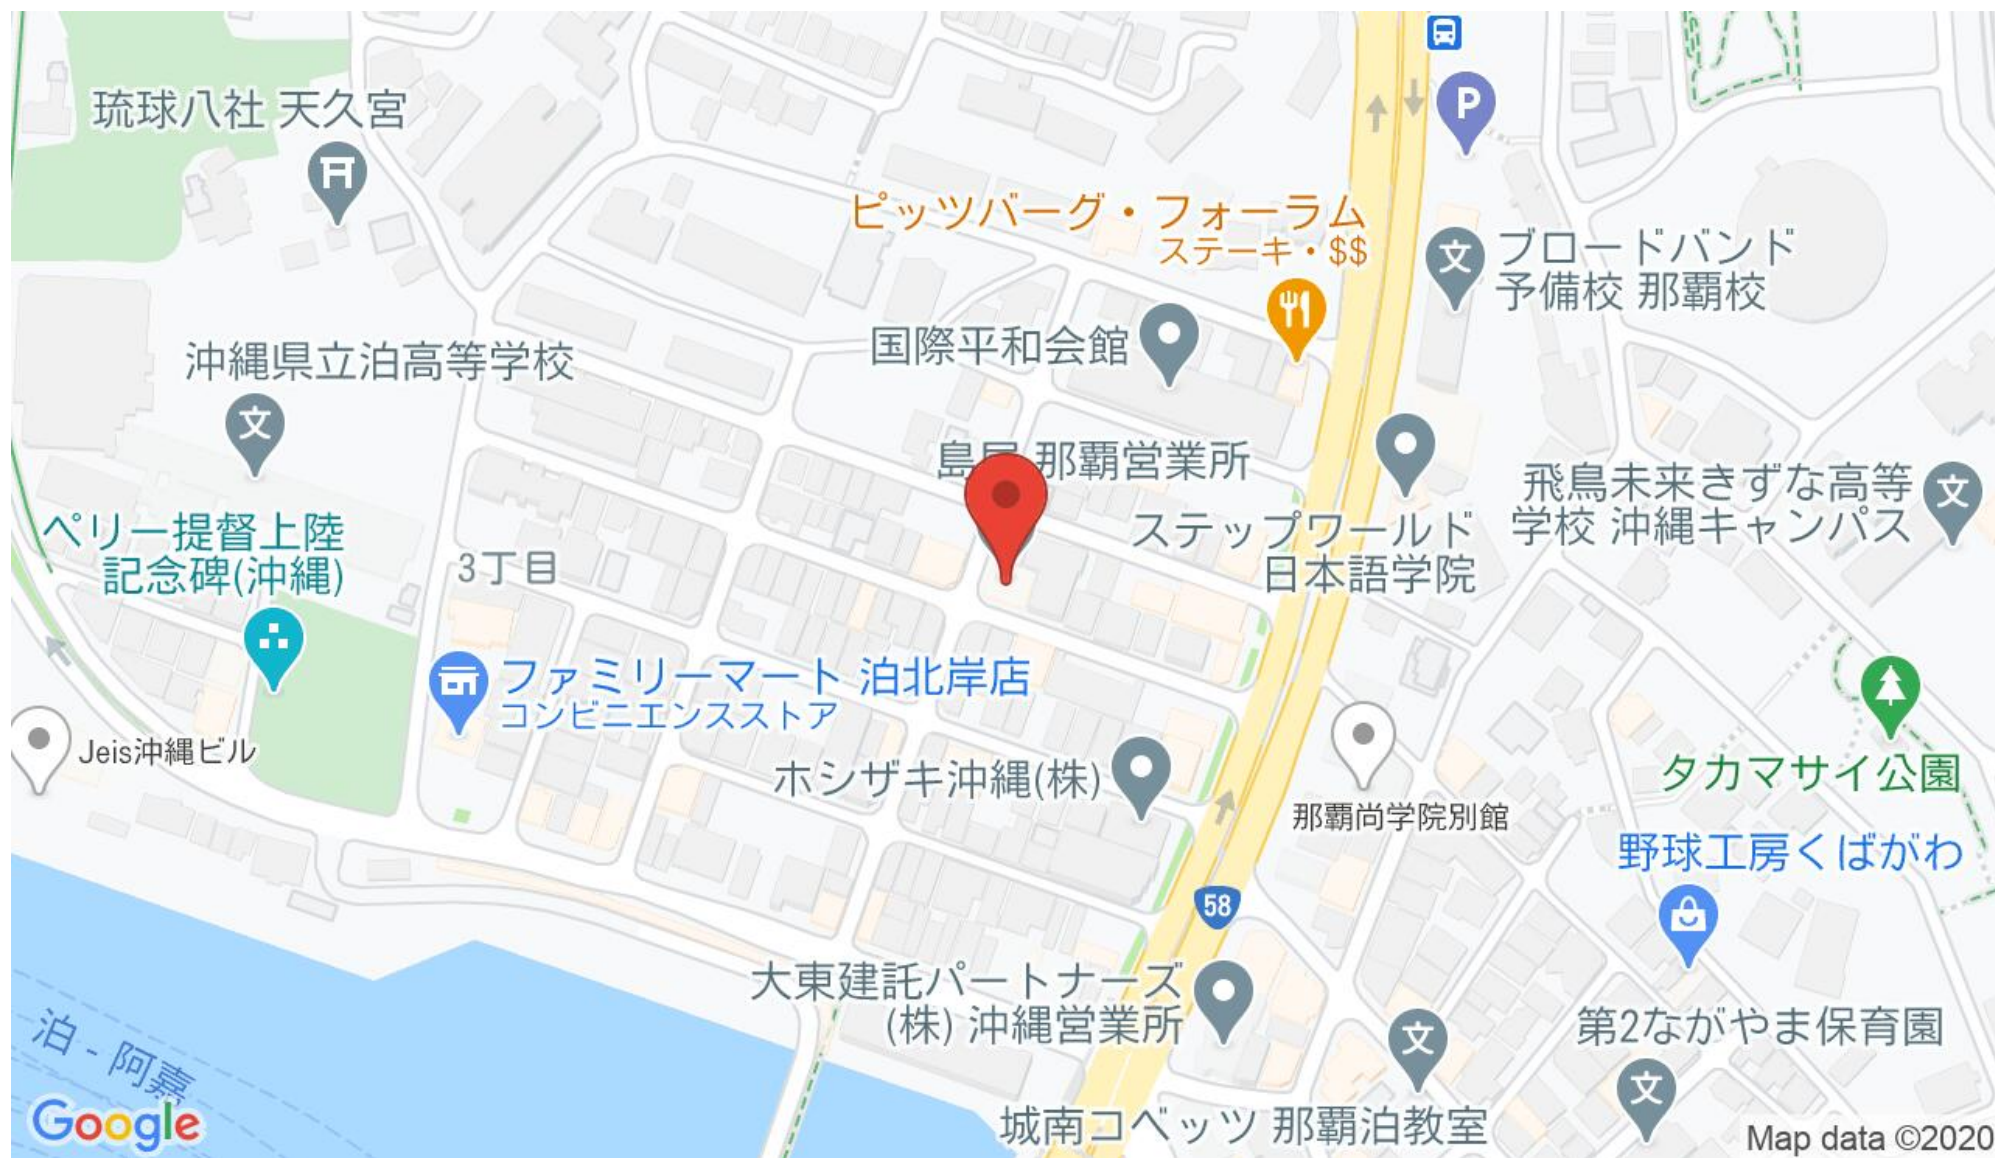 琉球八社 天久宮
P
ピッツバーグ・フォーラム
ステーキ・$$
文
ブロードバンド
予備校 那覇校
国際平和会館
沖縄県立泊高等学校
文
那覇営業所
飛鳥未来きずな高等
学校 沖縄キャンパス
文
ステップワールド
日本語学院
ペリー提督上陸
記念碑(沖縄)
3丁目
ファミリーマート 泊北岸店
コンビニエンスストア
Jeis沖縄ビル
ホシザキ沖縄(株)
那覇尚学院別館
タカマサイ公園
野球工房くばがわ
58
大東建託パートナーズ
(株) 沖縄営業所
泊 - 阿嘉
文
第2ながやま保育園
文
城南コベッツ 那覇泊教室
Google
Map data ©2020